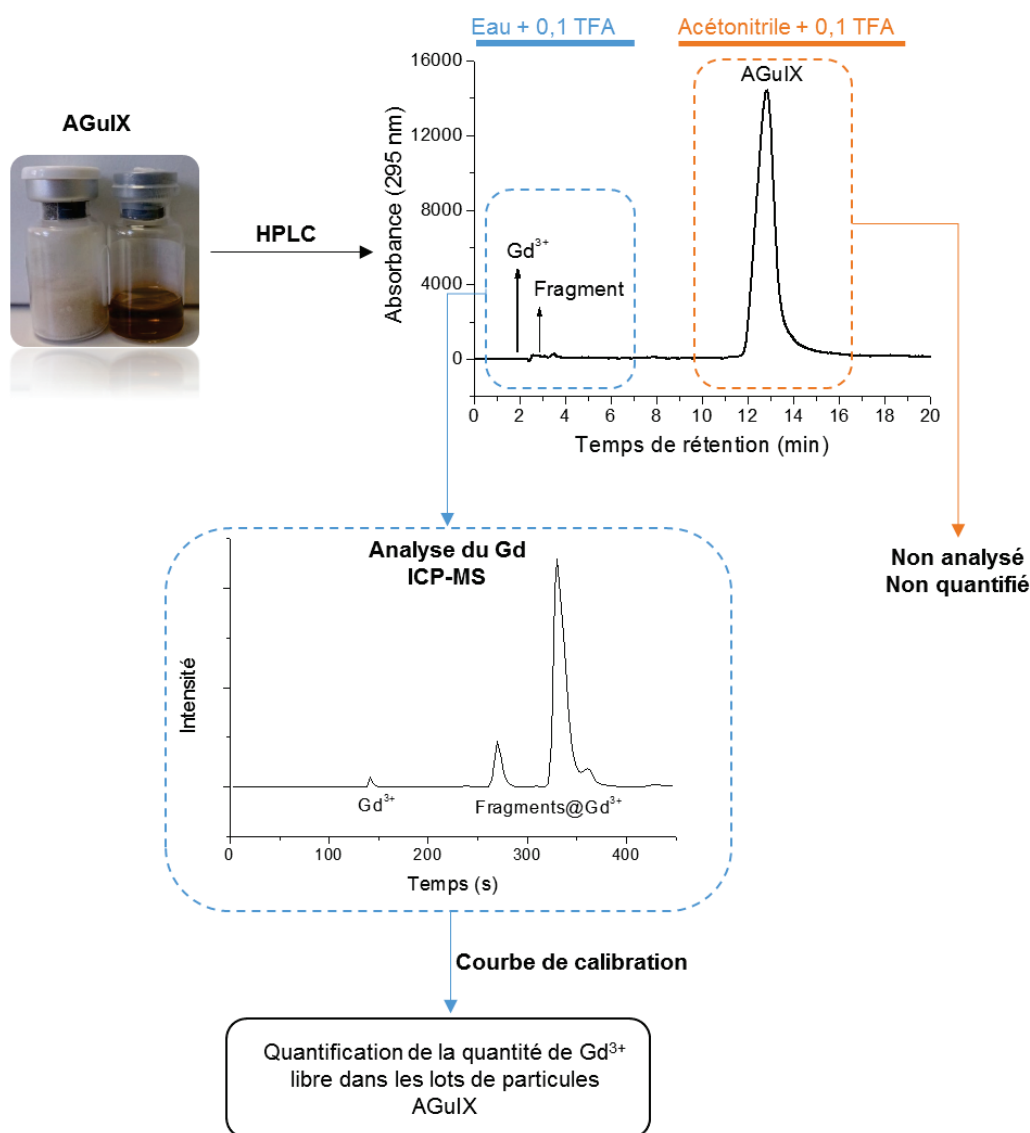 Eau + 0,1 TFA
Acétonitrile + 0,1 TFA
AGuIX
HPLC
Absorbance (295 nm)
16000
12000
8000
4000
0
AGuIX
Gd³⁺
Fragment
0 2 4 6 8 10 12 14 16 18 20
Temps de rétention (min)
Analyse du Gd
ICP-MS
Intensité
Gd³⁺
Fragments@Gd³⁺
0 100 200 300 400
Temps (s)
Non analysé
Non quantifié
Courbe de calibration
Quantification de la quantité de Gd³⁺
libre dans les lots de particules
AGuIX